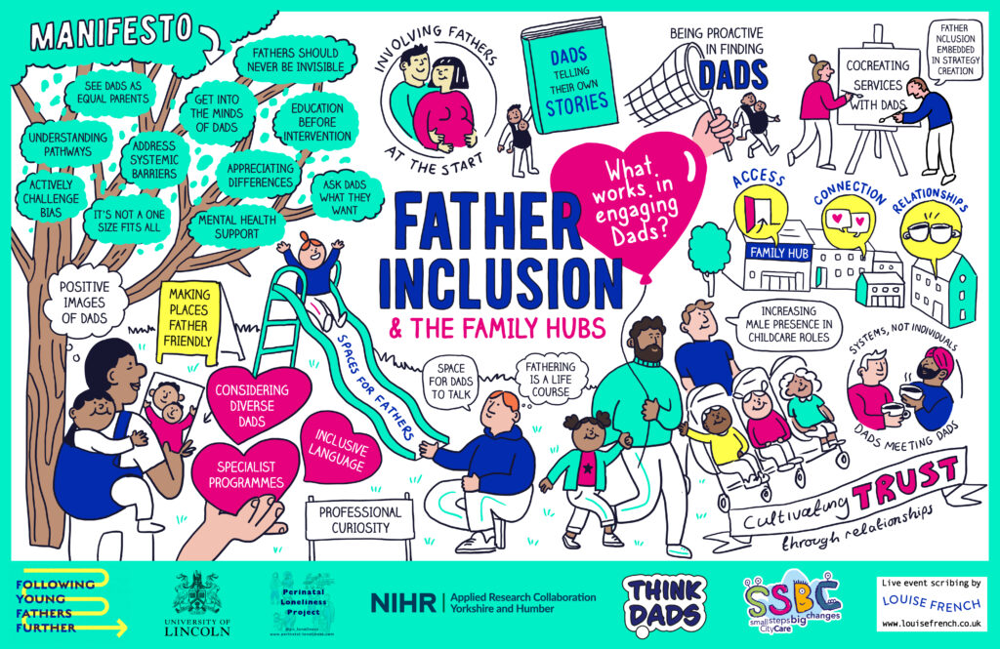 MANIFESTO
FATHERS SHOULD
NEVER BE INVISIBLE
SEE DADS AS
EQUAL PARENTS
GET INTO
THE MINDS
OF DADS
EDUCATION
BEFORE
INTERVENTION
UNDERSTANDING
PATHWAYS
ADDRESS
SYSTEMIC
BARRIERS
APPRECIATING
DIFFERENCES
ACTIVELY
CHALLENGE
BIAS
IT'S NOT A ONE
SIZE FITS ALL
MENTAL HEALTH
SUPPORT
ASK DADS
WHAT THEY
WANT
INVOLVING FATHERS
AT THE START
DADS
TELLING
THEIR OWN
STORIES
BEING PROACTIVE
IN FINDING
DADS
COCREATING
SERVICES
WITH DADS
FATHER
INCLUSION
EMBEDDED
IN STRATEGY
CREATION
What
works in
engaging
Dads?
FATHER
INCLUSION
& THE FAMILY HUBS
ACCESS
CONNECTION
RELATIONSHIPS
FAMILY HUB
POSITIVE
IMAGES
OF DADS
MAKING
PLACES
FATHER
FRIENDLY
SPACES FOR FATHERS
CONSIDERING
DIVERSE
DADS
INCLUSIVE
LANGUAGE
SPECIALIST
PROGRAMMES
PROFESSIONAL
CURIOSITY
SPACE
FOR DADS
TO TALK
FATHERING
IS A LIFE
COURSE
INCREASING
MALE PRESENCE IN
CHILDCARE ROLES
SYSTEMS, NOT INDIVIDUALS
DADS MEETING DADS
Cultivating TRUST
through relationships
FOLLOWING
YOUNG
FATHERS
FURTHER
UNIVERSITY OF
LINCOLN
Perinatal
Loneliness
Project
www.perinatal-loneliness.com
NIHR | Applied Research Collaboration
Yorkshire and Humber
THINK
DADS
SSBC
small steps big changes
CityCare
Live event scribing by
LOUISE FRENCH
www.louisefrench.co.uk